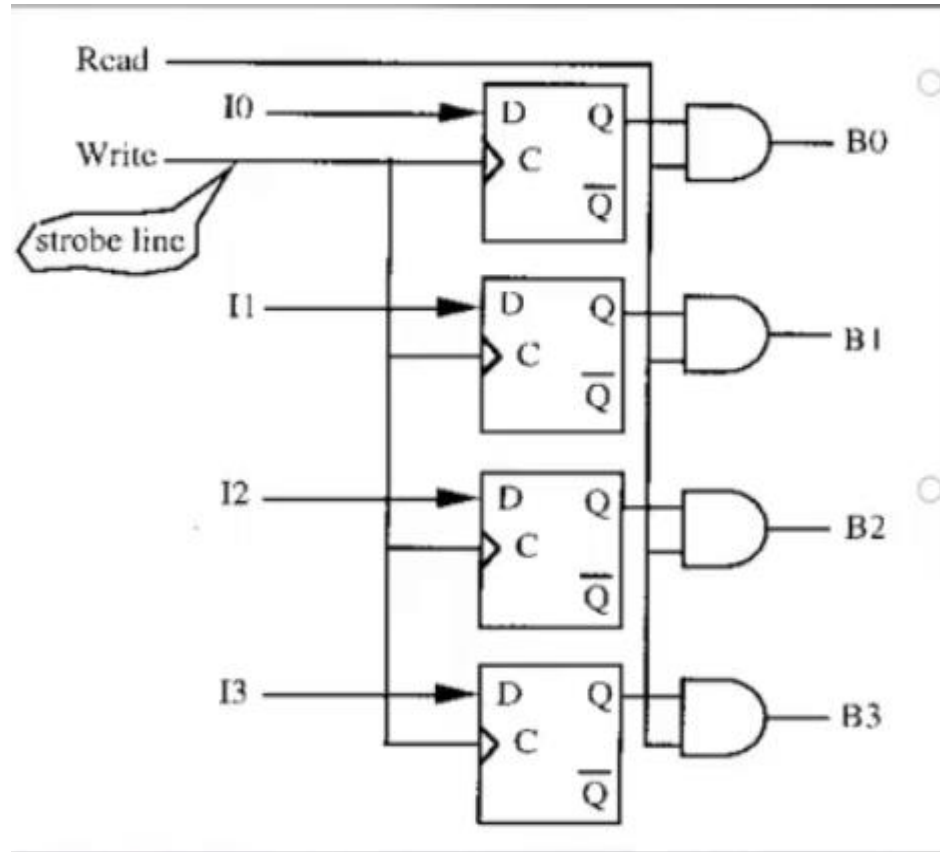 Read
I0
D Q
B0
Write
C
Q
strobe line
I1
D Q
B1
C
Q
I2
D Q
B2
C
Q
I3
D Q
B3
C
Q